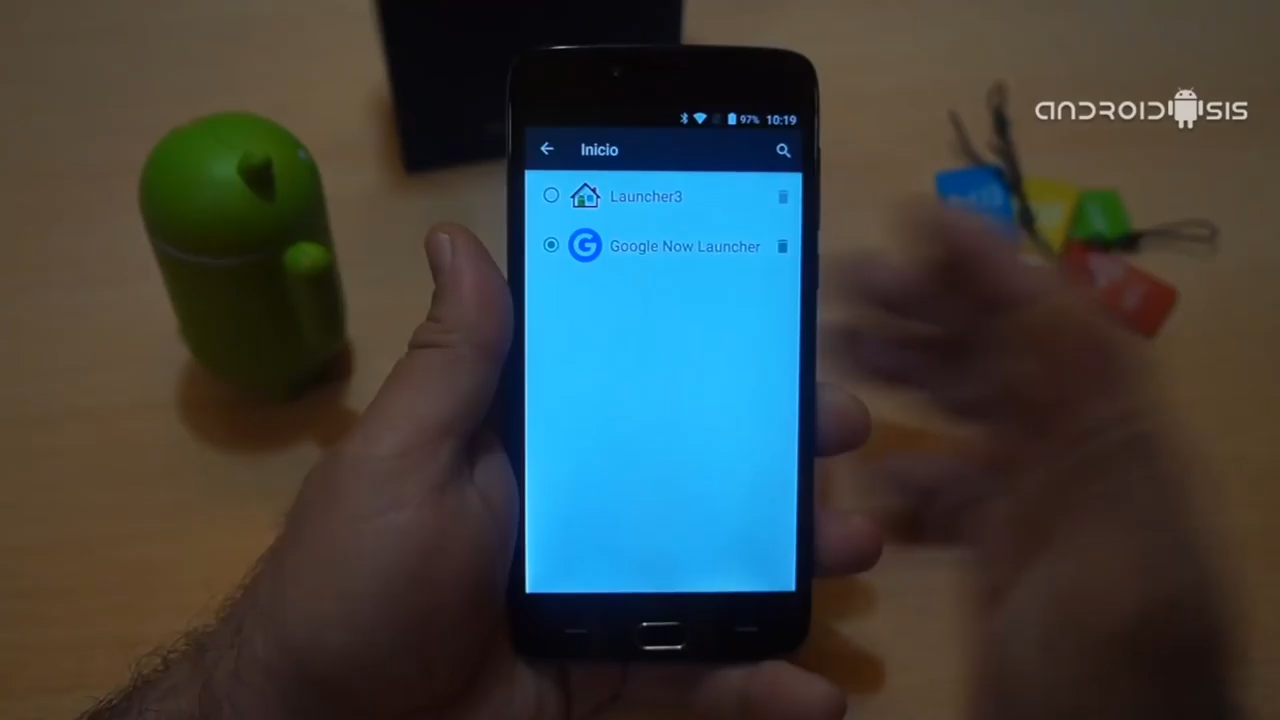 ANDROIDSIS
97% 10:19
Inicio
Launcher3
Google Now Launcher